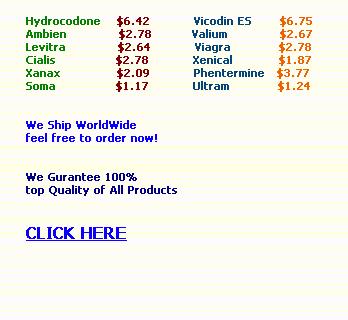 Hydrocodone $6.42 Vicodin ES $6.75
Ambien $2.78 Valium $2.67
Levitra $2.64 Viagra $2.78
Cialis $2.78 Xenical $1.87
Xanax $2.09 Phentermine $3.77
Soma $1.17 Ultram $1.24
We Ship WorldWide
feel free to order now!
We Gurantee 100%
top Quality of All Products
CLICK HERE